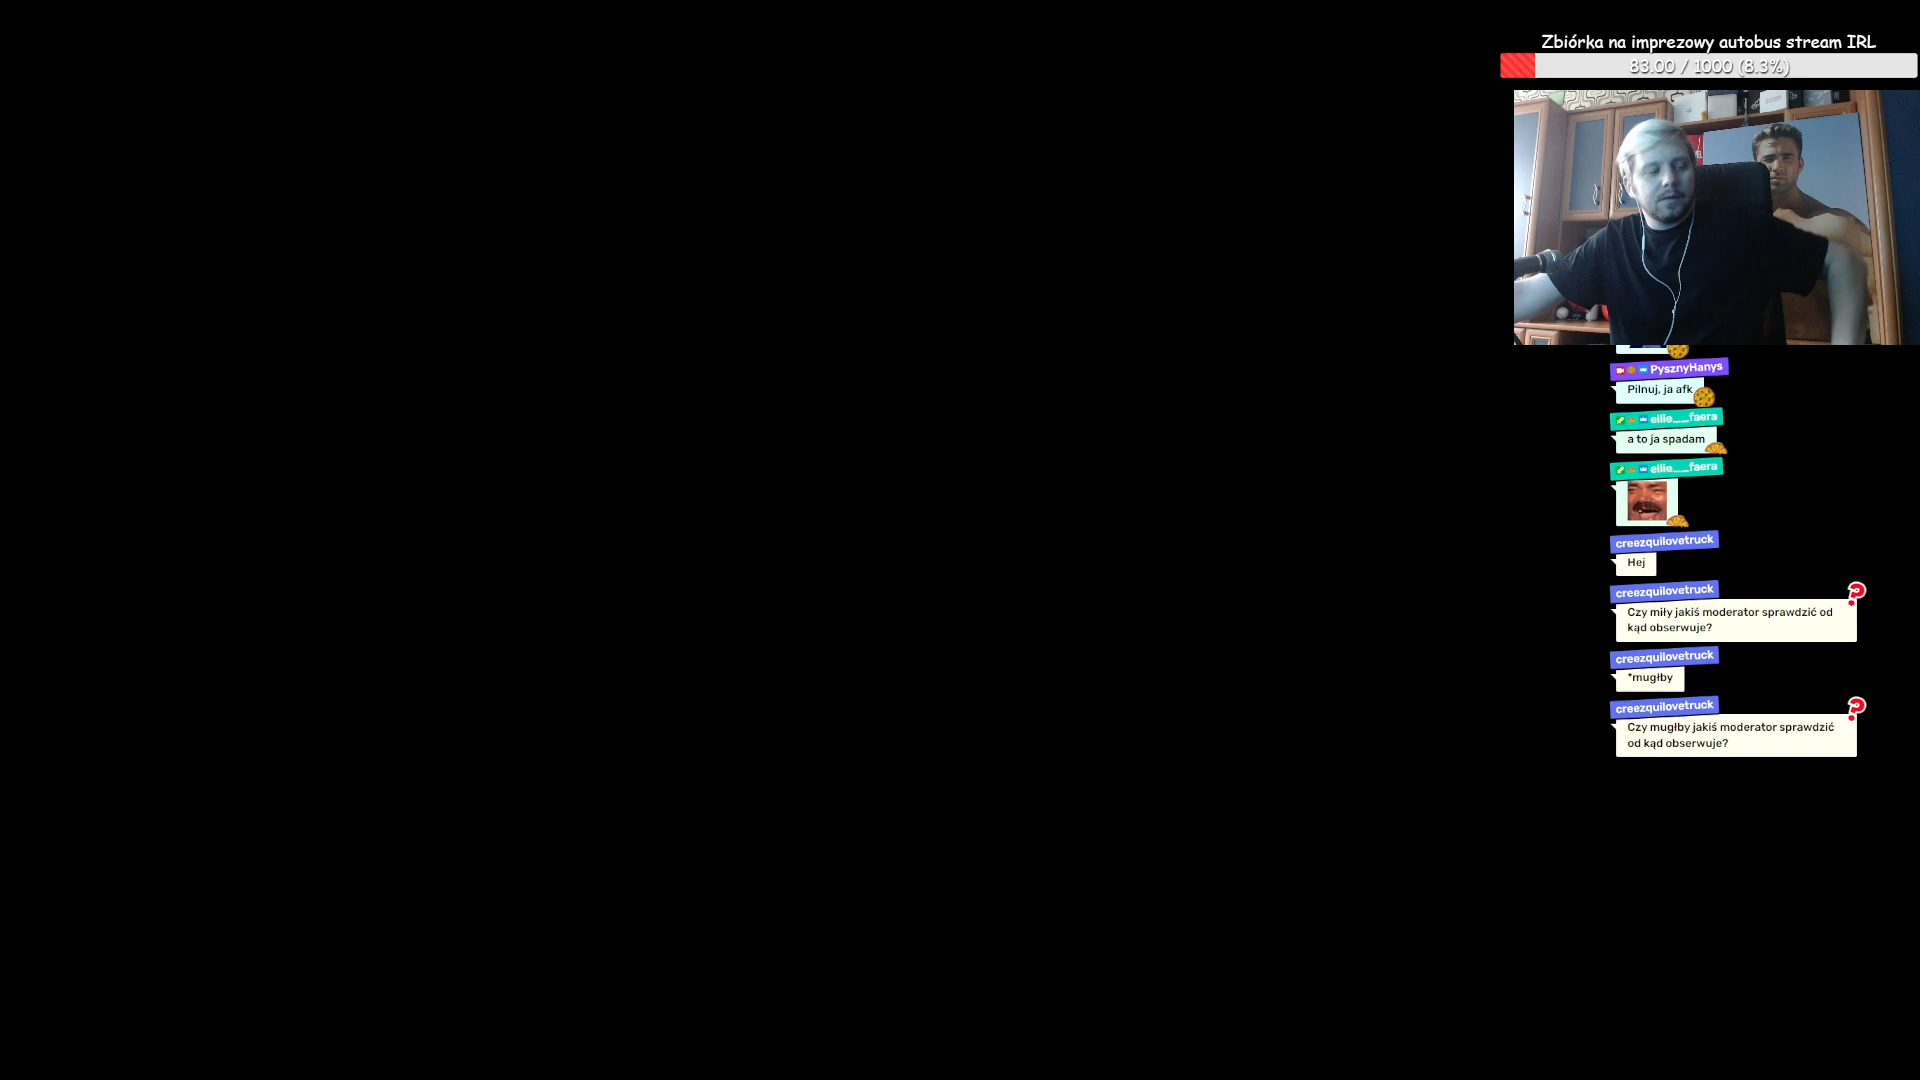 Zbiórka na imprezowy autobus stream IRL
83.00 / 1000 (8.3%)
PysznyHanys
Pilnuj, ja afk
ellie__faera
a to ja spadam
ellie__faera
creezquilovetruck
Hej
creezquilovetruck
?
Czy miły jakiś moderator sprawdzić od
kąd obserwuje?
creezquilovetruck
*mugłby
creezquilovetruck
?
Czy mugłby jakiś moderator sprawdzić
od kąd obserwuje?